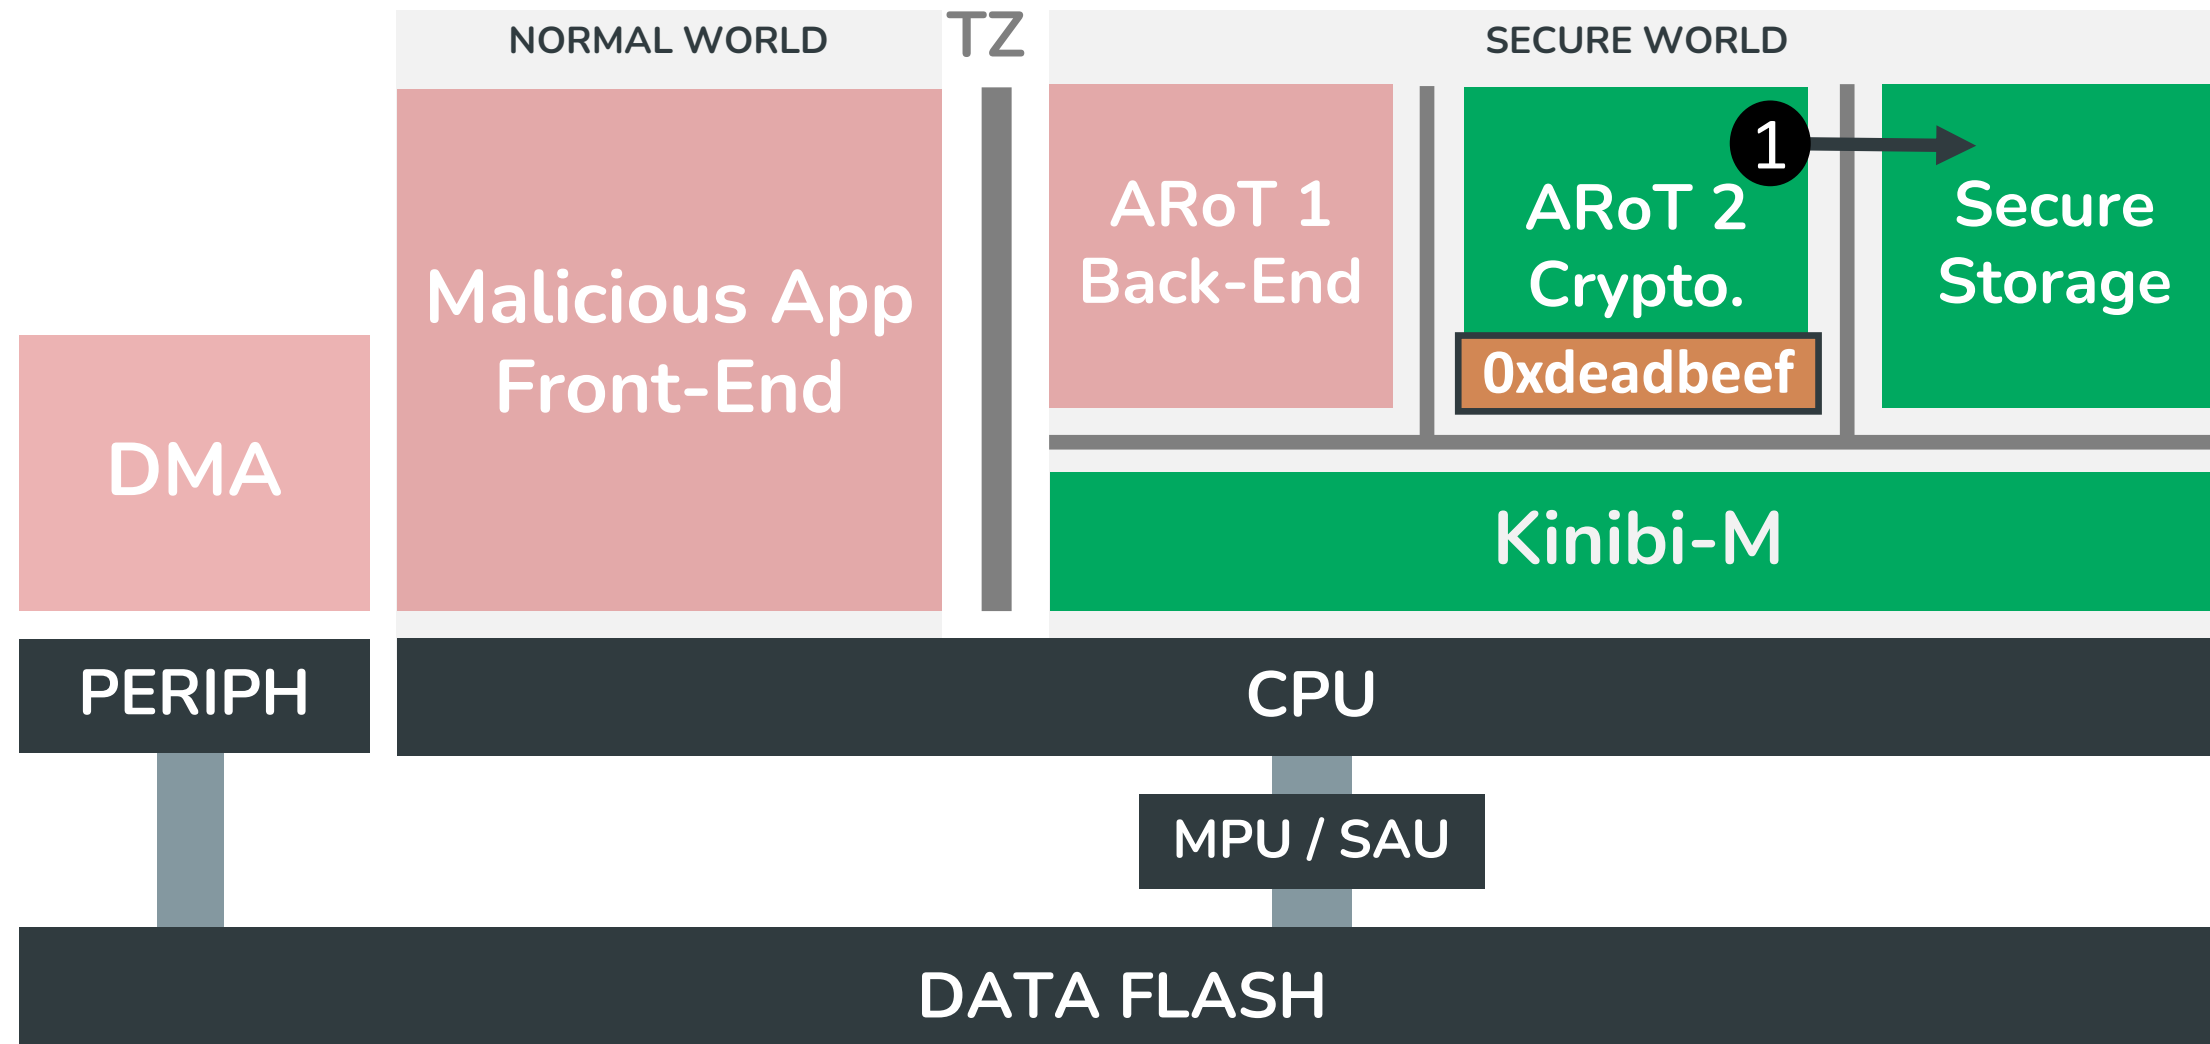 NORMAL WORLD
TZ
SECURE WORLD
Malicious App
Front-End
ARoT 1
Back-End
1
ARoT 2
Crypto.
0xdeadbeef
Secure
Storage
DMA
Kinibi-M
PERIPH
CPU
MPU / SAU
DATA FLASH